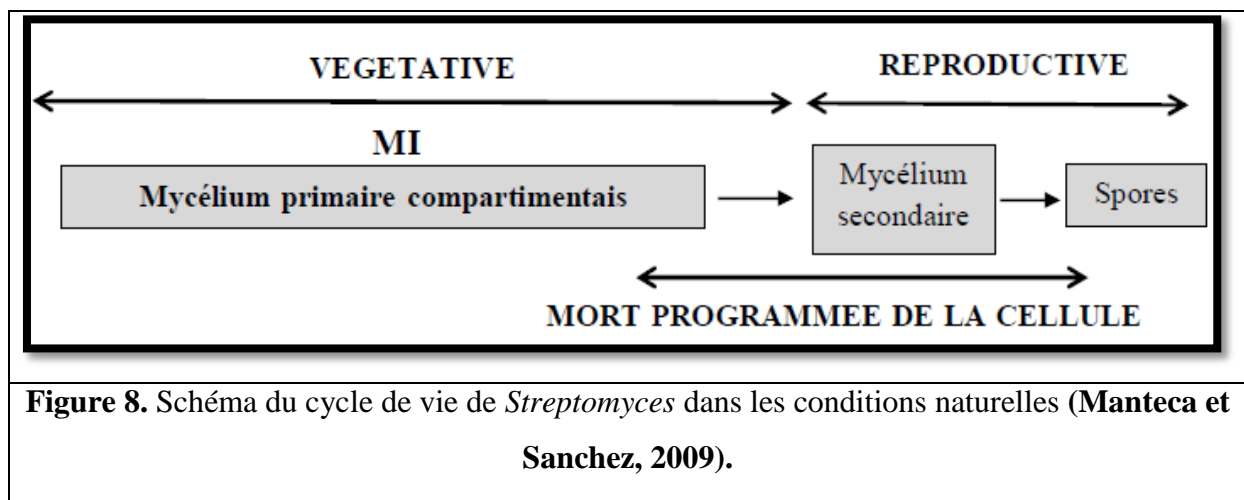 VEGETATIVE
REPRODUCTIVE
MI
Mycélium primaire compartimentais
Mycélium
secondaire
Spores
MORT PROGRAMMEE DE LA CELLULE
Figure 8. Schéma du cycle de vie de Streptomyces dans les conditions naturelles (Manteca et
Sanchez, 2009).